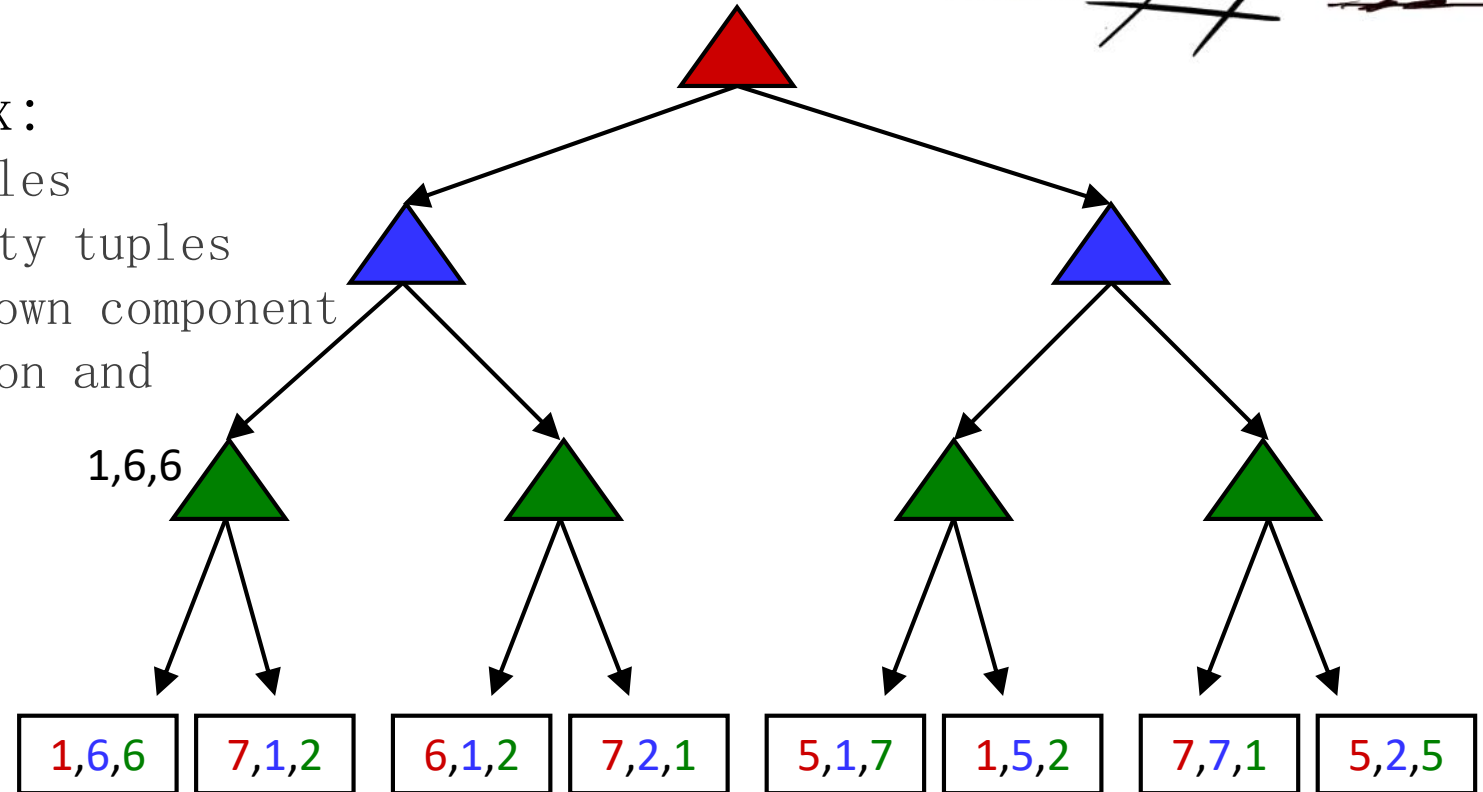 x:
les
ty tuples
own component
on and
1,6,6
1,6,6 7,1,2 6,1,2 7,2,1 5,1,7 1,5,2 7,7,1 5,2,5